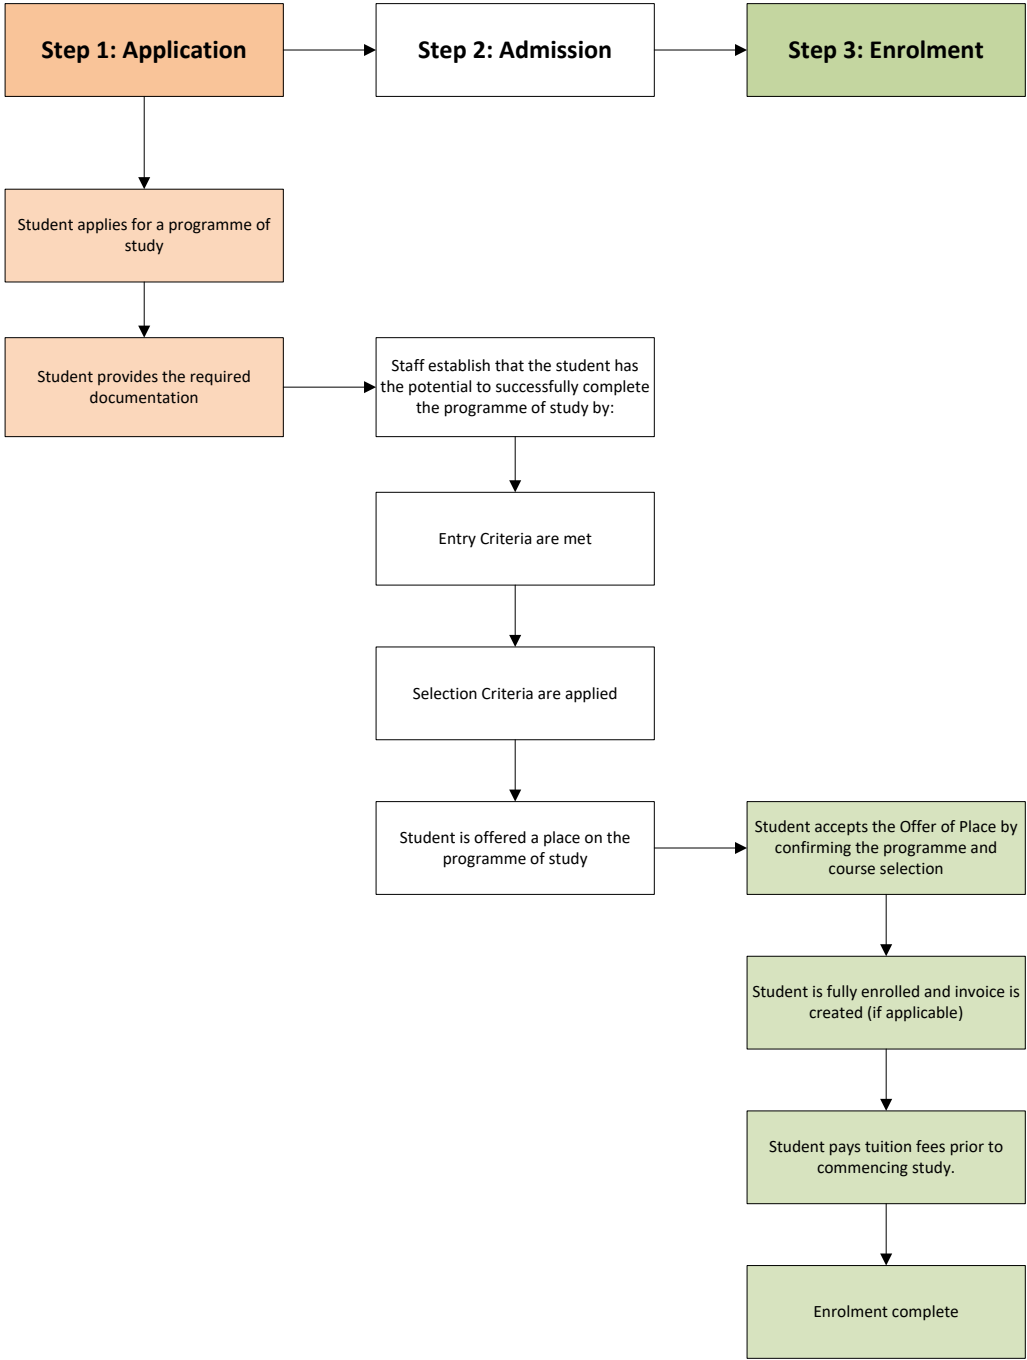 Step 1: Application
Step 2: Admission
Step 3: Enrolment
Student applies for a programme of
study
Student provides the required
documentation
Staff establish that the student has
the potential to successfully complete
the programme of study by:
Entry Criteria are met
Selection Criteria are applied
Student is offered a place on the
programme of study
Student accepts the Offer of Place by
confirming the programme and
course selection
Student is fully enrolled and invoice is
created (if applicable)
Student pays tuition fees prior to
commencing study.
Enrolment complete